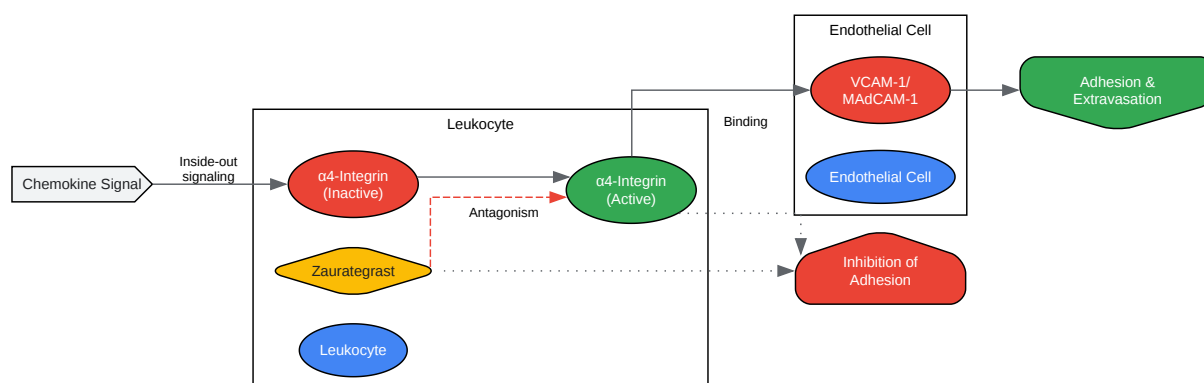 Endothelial Cell
VCAM-1/
MAdCAM-1
Adhesion &
Extravasation
Leukocyte
Binding
Inside-out
signaling
Chemokine Signal
α4-Integrin
(Inactive)
α4-Integrin
(Active)
Endothelial Cell
Antagonism
Zaurategrast
Inhibition of
Adhesion
Leukocyte